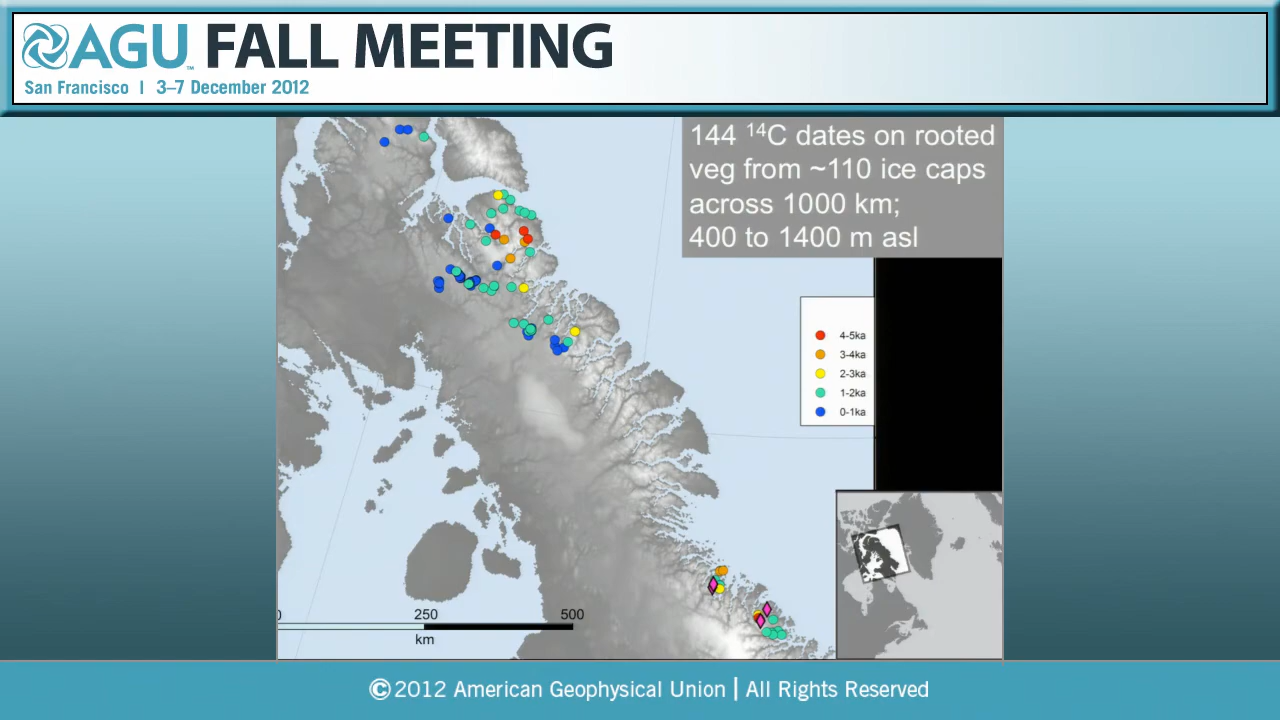 AGU™ FALL MEETING
San Francisco | 3–7 December 2012
144 ¹⁴C dates on rooted
veg from ~110 ice caps
across 1000 km;
400 to 1400 m asl
4-5ka
3-4ka
2-3ka
1-2ka
0-1ka
0 250 500
km
©2012 American Geophysical Union | All Rights Reserved